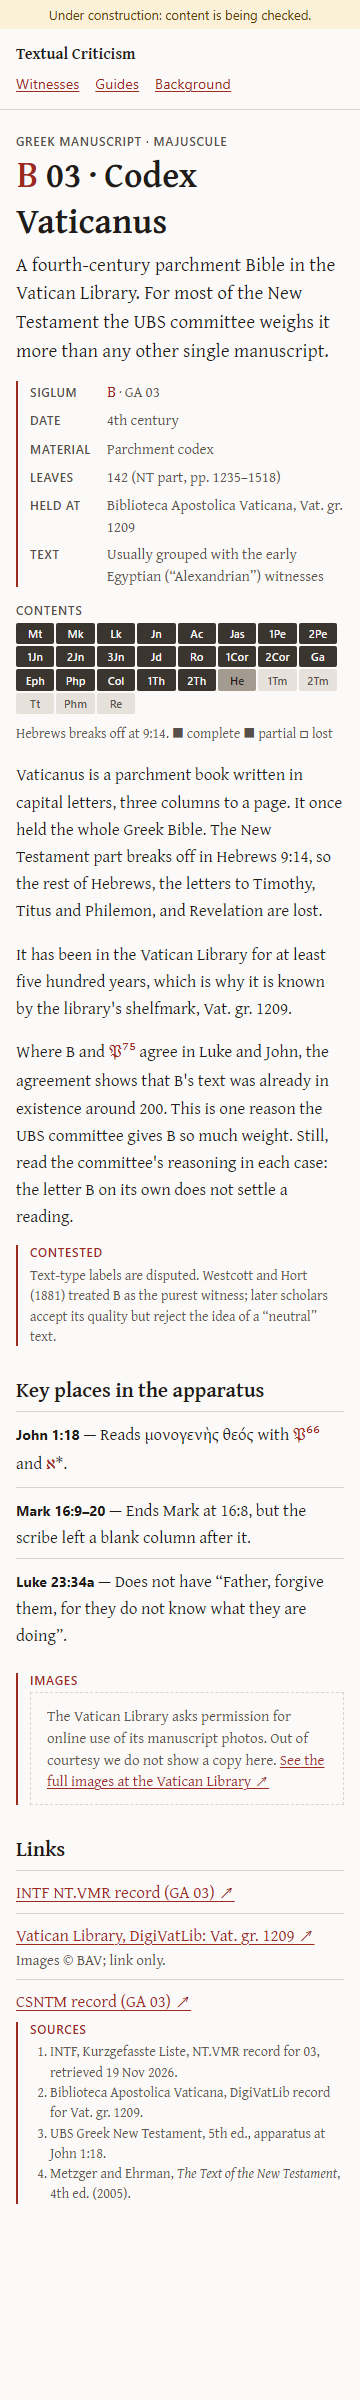 Under construction: content is being checked.
Textual Criticism
Witnesses Guides Background
GREEK MANUSCRIPT · MAJUSCULE
B 03 · Codex
Vaticanus
A fourth-century parchment Bible in the
Vatican Library. For most of the New
Testament the UBS committee weighs it
more than any other single manuscript.
SIGLUM B · GA 03
DATE 4th century
MATERIAL Parchment codex
LEAVES 142 (NT part, pp. 1235–1518)
HELD AT Biblioteca Apostolica Vaticana, Vat. gr.
1209
TEXT Usually grouped with the early
Egyptian (“Alexandrian”) witnesses
CONTENTS
Mt Mk Lk Jn Ac Jas 1Pe 2Pe
1Jn 2Jn 3Jn Jd Ro 1Cor 2Cor Ga
Eph Php Col 1Th 2Th He 1Tm 2Tm
Tt Phm Re
Hebrews breaks off at 9:14. ■ complete ■ partial □ lost
Vaticanus is a parchment book written in
capital letters, three columns to a page. It once
held the whole Greek Bible. The New
Testament part breaks off in Hebrews 9:14, so
the rest of Hebrews, the letters to Timothy,
Titus and Philemon, and Revelation are lost.
It has been in the Vatican Library for at least
five hundred years, which is why it is known
by the library's shelfmark, Vat. gr. 1209.
Where B and 𝔓⁷⁵ agree in Luke and John, the
agreement shows that B's text was already in
existence around 200. This is one reason the
UBS committee gives B so much weight. Still,
read the committee's reasoning in each case:
the letter B on its own does not settle a
reading.
CONTESTED
Text-type labels are disputed. Westcott and Hort
(1881) treated B as the purest witness; later scholars
accept its quality but reject the idea of a “neutral”
text.
Key places in the apparatus
John 1:18 — Reads μονογενὴς θεός with 𝔓⁶⁶
and ℵ*.
Mark 16:9–20 — Ends Mark at 16:8, but the
scribe left a blank column after it.
Luke 23:34a — Does not have “Father, forgive
them, for they do not know what they are
doing”.
IMAGES
The Vatican Library asks permission for
online use of its manuscript photos. Out of
courtesy we do not show a copy here. See the
full images at the Vatican Library ↗
Links
INTF NT.VMR record (GA 03) ↗
Vatican Library, DigiVatLib: Vat. gr. 1209 ↗
Images © BAV; link only.
CSNTM record (GA 03) ↗
SOURCES
1. INTF, Kurzgefasste Liste, NT.VMR record for 03,
retrieved 19 Nov 2026.
2. Biblioteca Apostolica Vaticana, DigiVatLib record
for Vat. gr. 1209.
3. UBS Greek New Testament, 5th ed., apparatus at
John 1:18.
4. Metzger and Ehrman, The Text of the New Testament,
4th ed. (2005).